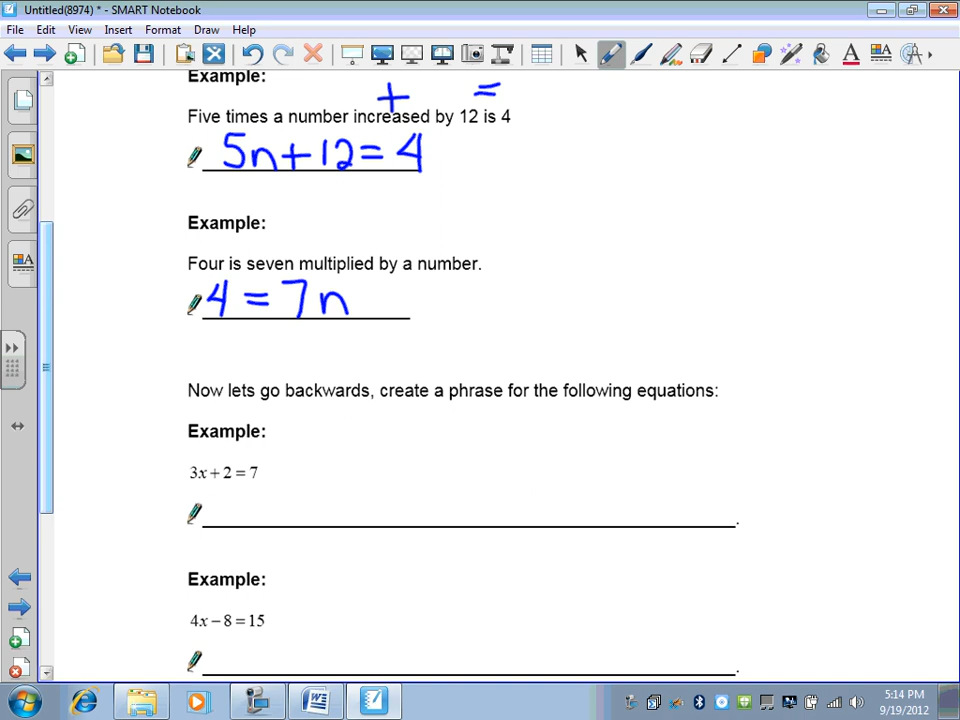 Untitled(8974) * - SMART Notebook
File Edit View Insert Format Draw Help
Example:
+ =
Five times a number increased by 12 is 4
5n+12=4
Example:
Four is seven multiplied by a number.
4 = 7n
Now lets go backwards, create a phrase for the following equations:
Example:
3x + 2 = 7
.
Example:
4x − 8 = 15
.
5:14 PM
9/19/2012